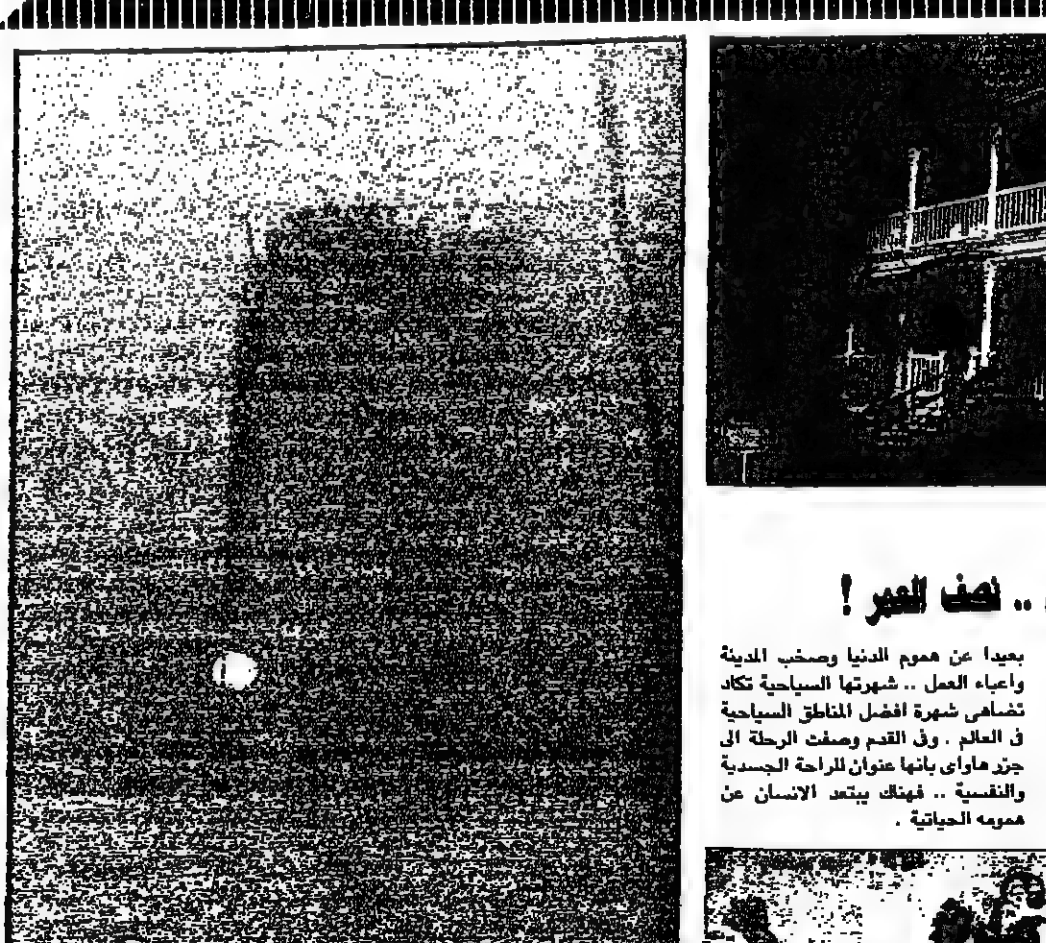 .. نصف العمر !
بعيدا عن هموم الدنيا وصخب المدينة
واعباء العمل .. شهرتها السياحية تكاد
تضاهى شهرة افضل المناطق السياحية
فى العالم . وفى القدم وصفت الرحلة الى
جزر هاواى بانها عنوان للراحة الجسدية
والنفسية .. فهناك يبتعد الانسان عن
همومه الحياتية .